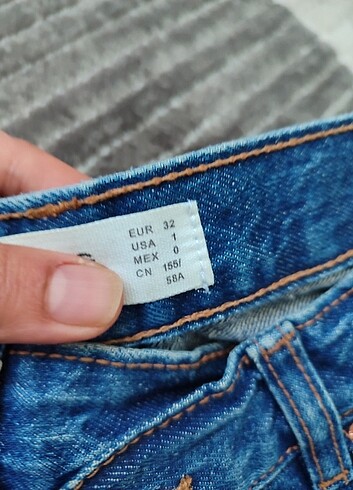 EUR 32
USA 1
MEX 0
CN 155/
58A